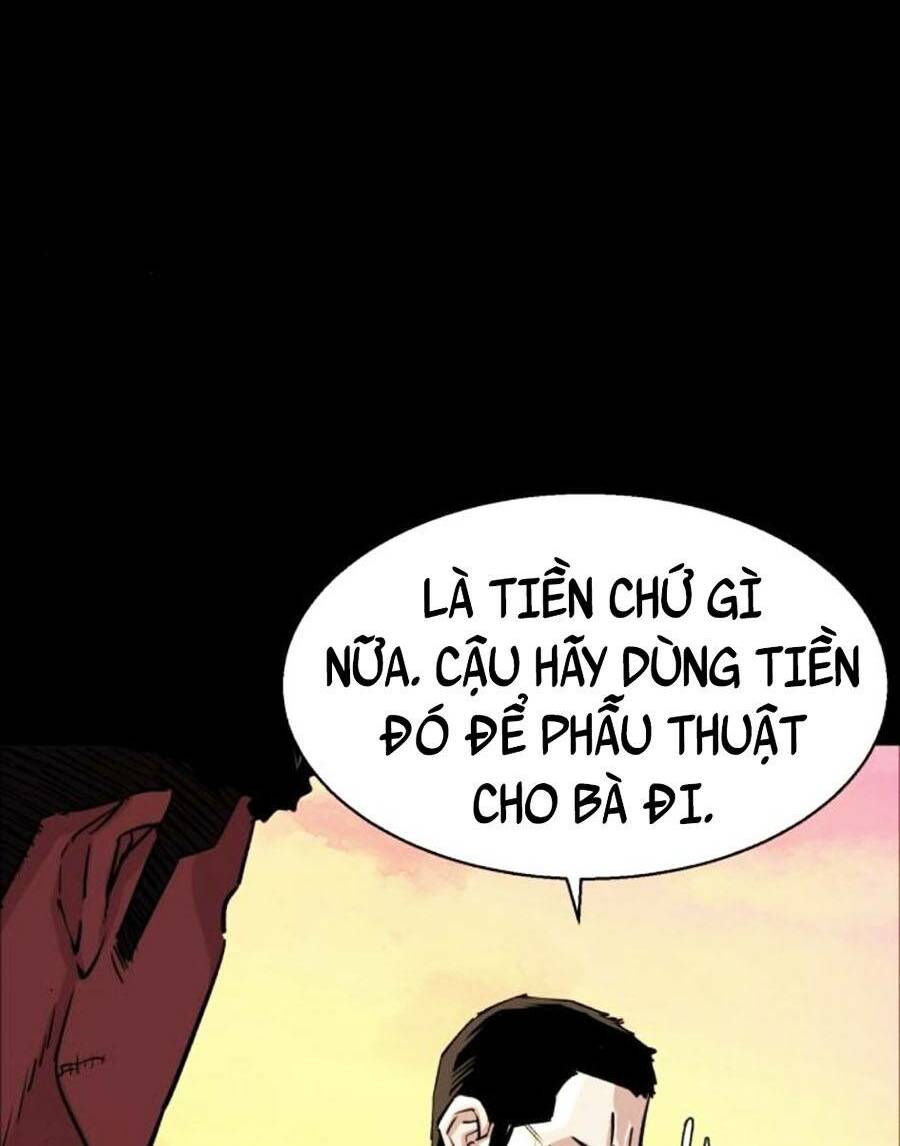 LÀ TIỀN CHỨ GÌ
NỮA. CẬU HÃY DÙNG TIỀN
ĐÓ ĐỂ PHẪU THUẬT
CHO BÀ ĐI.